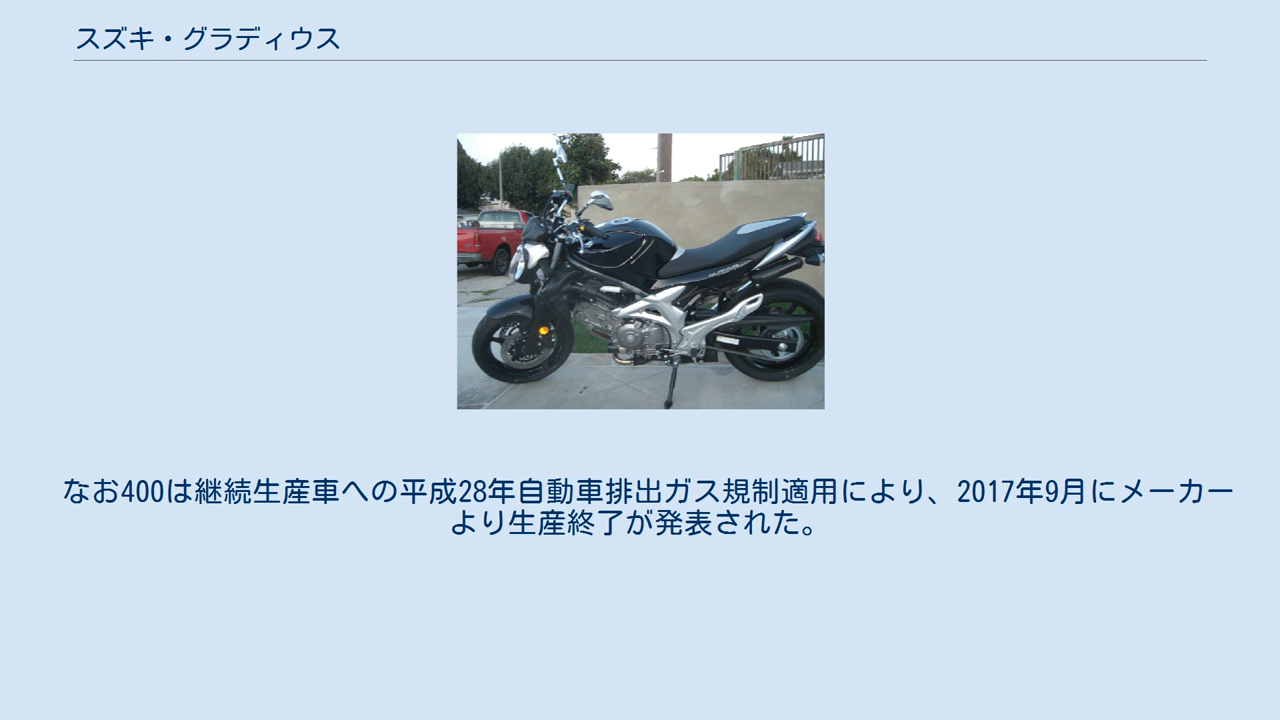 スズキ・グラディウス
なお400は継続生産車への平成28年自動車排出ガス規制適用により、2017年9月にメーカー
より生産終了が発表された。